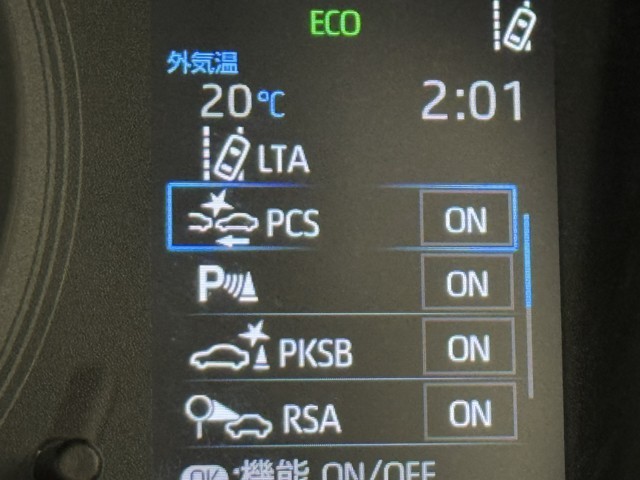 ECO
外気温
20℃ 2:01
LTA
PCS ON
P ON
PKSB ON
RSA ON
OK :機能 ON/OFF